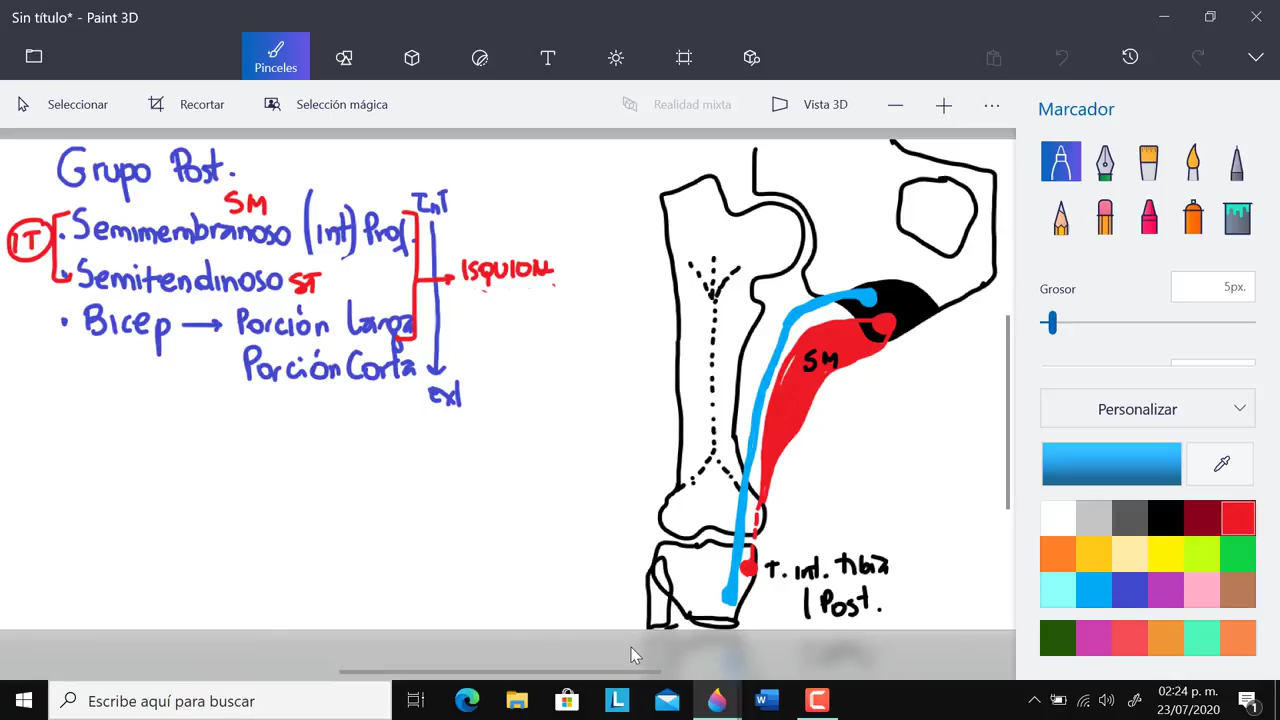 Sin título* - Paint 3D
Pinceles
Seleccionar
Recortar
Selección mágica
Realidad mixta
Vista 3D
Marcador
Grosor
5px.
Personalizar
Grupo Post.
SM
IT
Semimembranoso (Int) Prof.
Int
Semitendinoso ST
Bicep → Porción Larga
Porción Corta
ext
SM
T. int. tibia
Post.
Escribe aquí para buscar
02:24 p. m.
23/07/2020